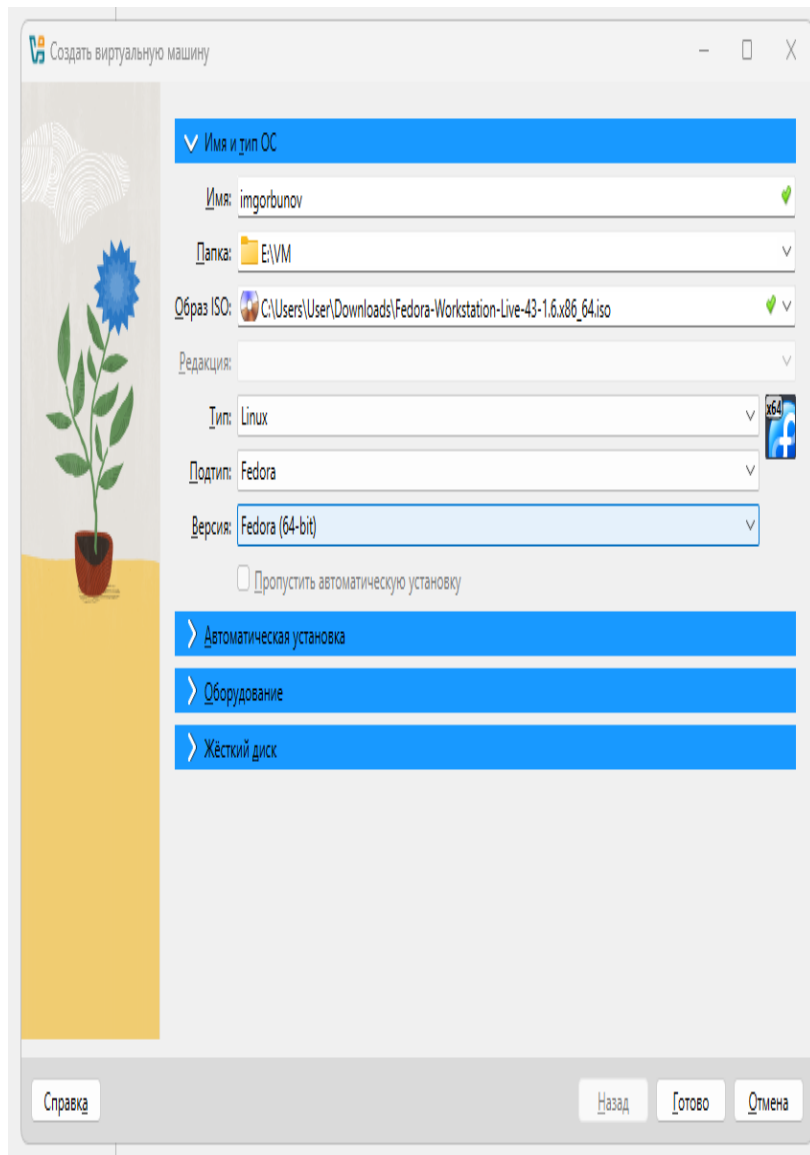 Создать виртуальную машину
Имя и тип ОС
Имя: imgorbunov
Папка: E:\VM
Образ ISO: C:\Users\User\Downloads\Fedora-Workstation-Live-43-1.6.x86_64.iso
Редакция:
Тип: Linux
x64
Подтип: Fedora
Версия: Fedora (64-bit)
Пропустить автоматическую установку
Автоматическая установка
Оборудование
Жёсткий диск
Справка Назад Готово Отмена